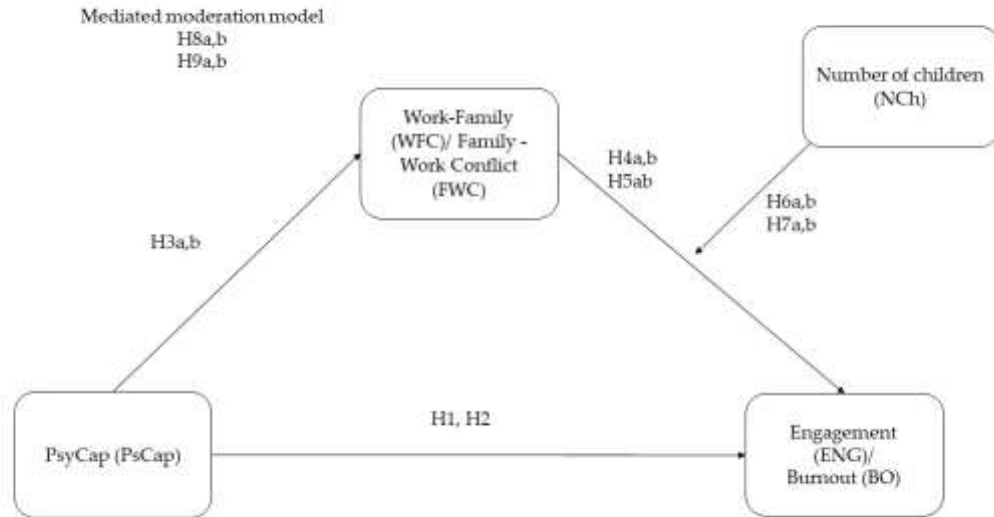 Mediated moderation model
H8a,b
H9a,b
Number of children
(NCh)
Work-Family
(WFC)/ Family -
Work Conflict
(FWC)
H4a,b
H5ab
H6a,b
H7a,b
H3a,b
H1, H2
PsyCap (PsCap)
Engagement
(ENG)/
Burnout (BO)